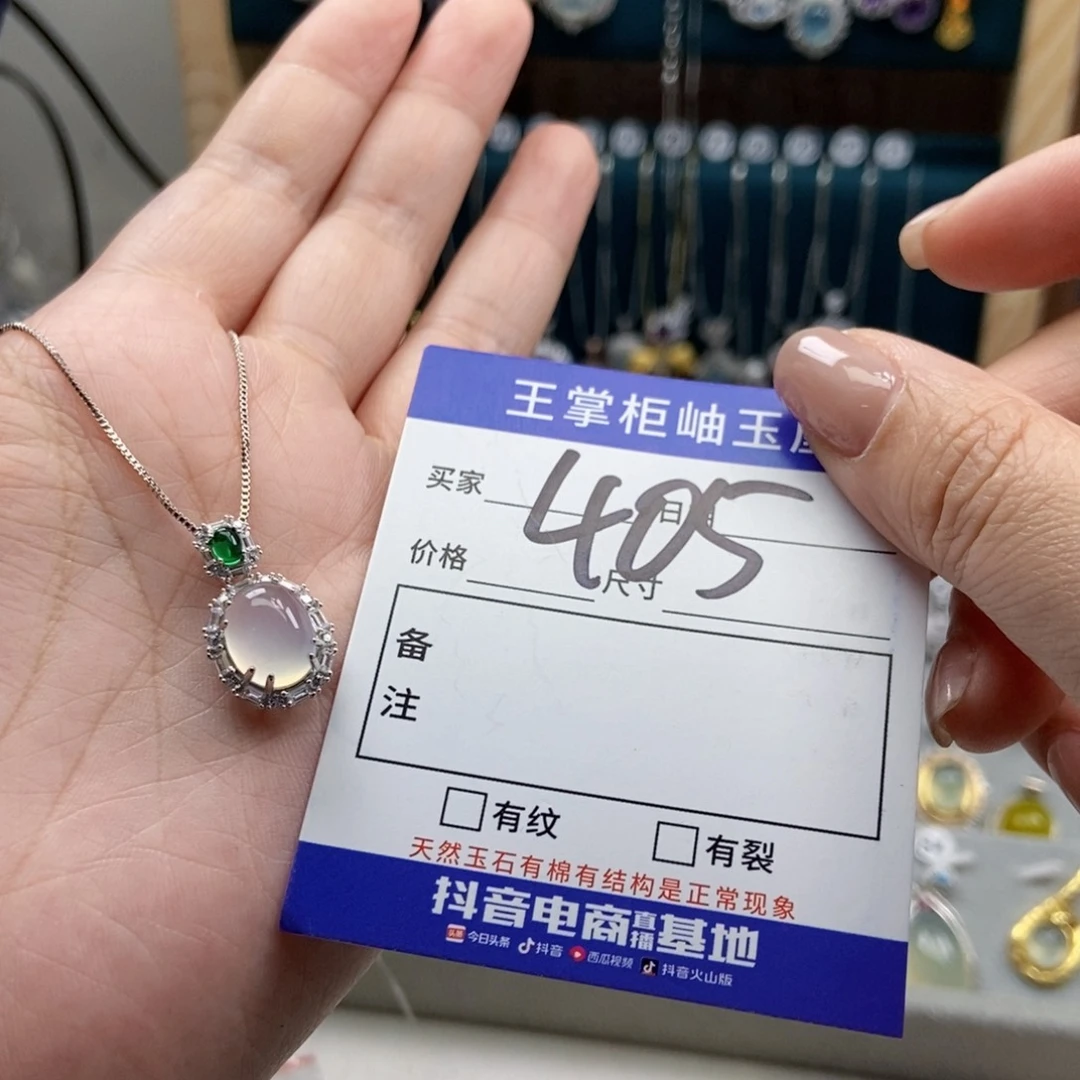 王掌柜岫玉
买家
405
日
价格
尺寸
备
注
有纹
有裂
天然玉石有棉有结构是正常现象
抖音电商直播基地
头条 今日头条 抖音 西瓜视频 抖音火山版